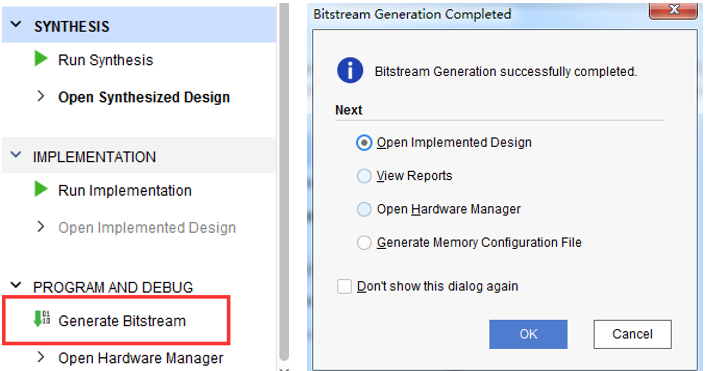 SYNTHESIS
Run Synthesis
Open Synthesized Design
IMPLEMENTATION
Run Implementation
Open Implemented Design
PROGRAM AND DEBUG
Generate Bitstream
Open Hardware Manager
Bitstream Generation Completed
Bitstream Generation successfully completed.
Next
Open Implemented Design
View Reports
Open Hardware Manager
Generate Memory Configuration File
Don't show this dialog again
OK
Cancel